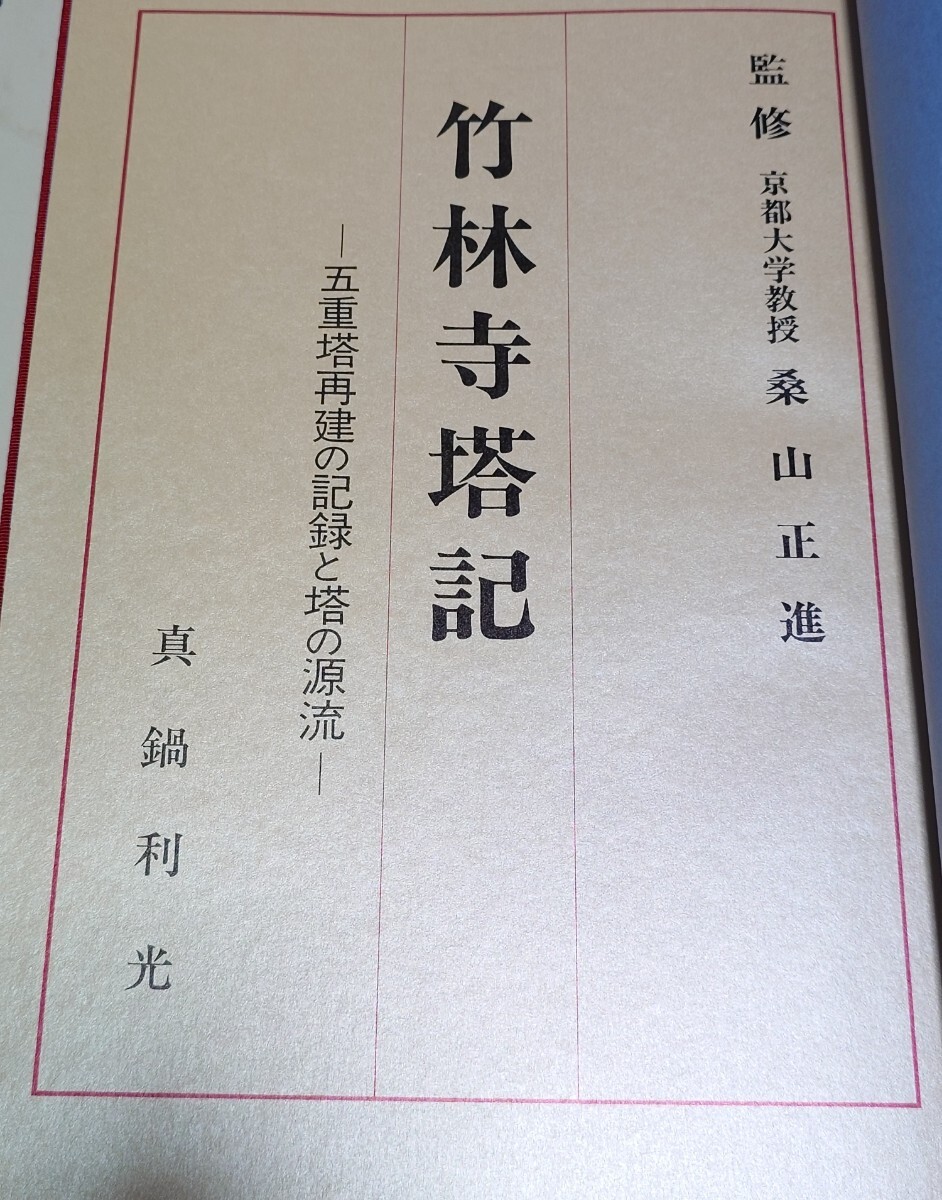 監修 京都大学教授 桑山正進
竹林寺塔記
―五重塔再建の記録と塔の源流―
真鍋利光